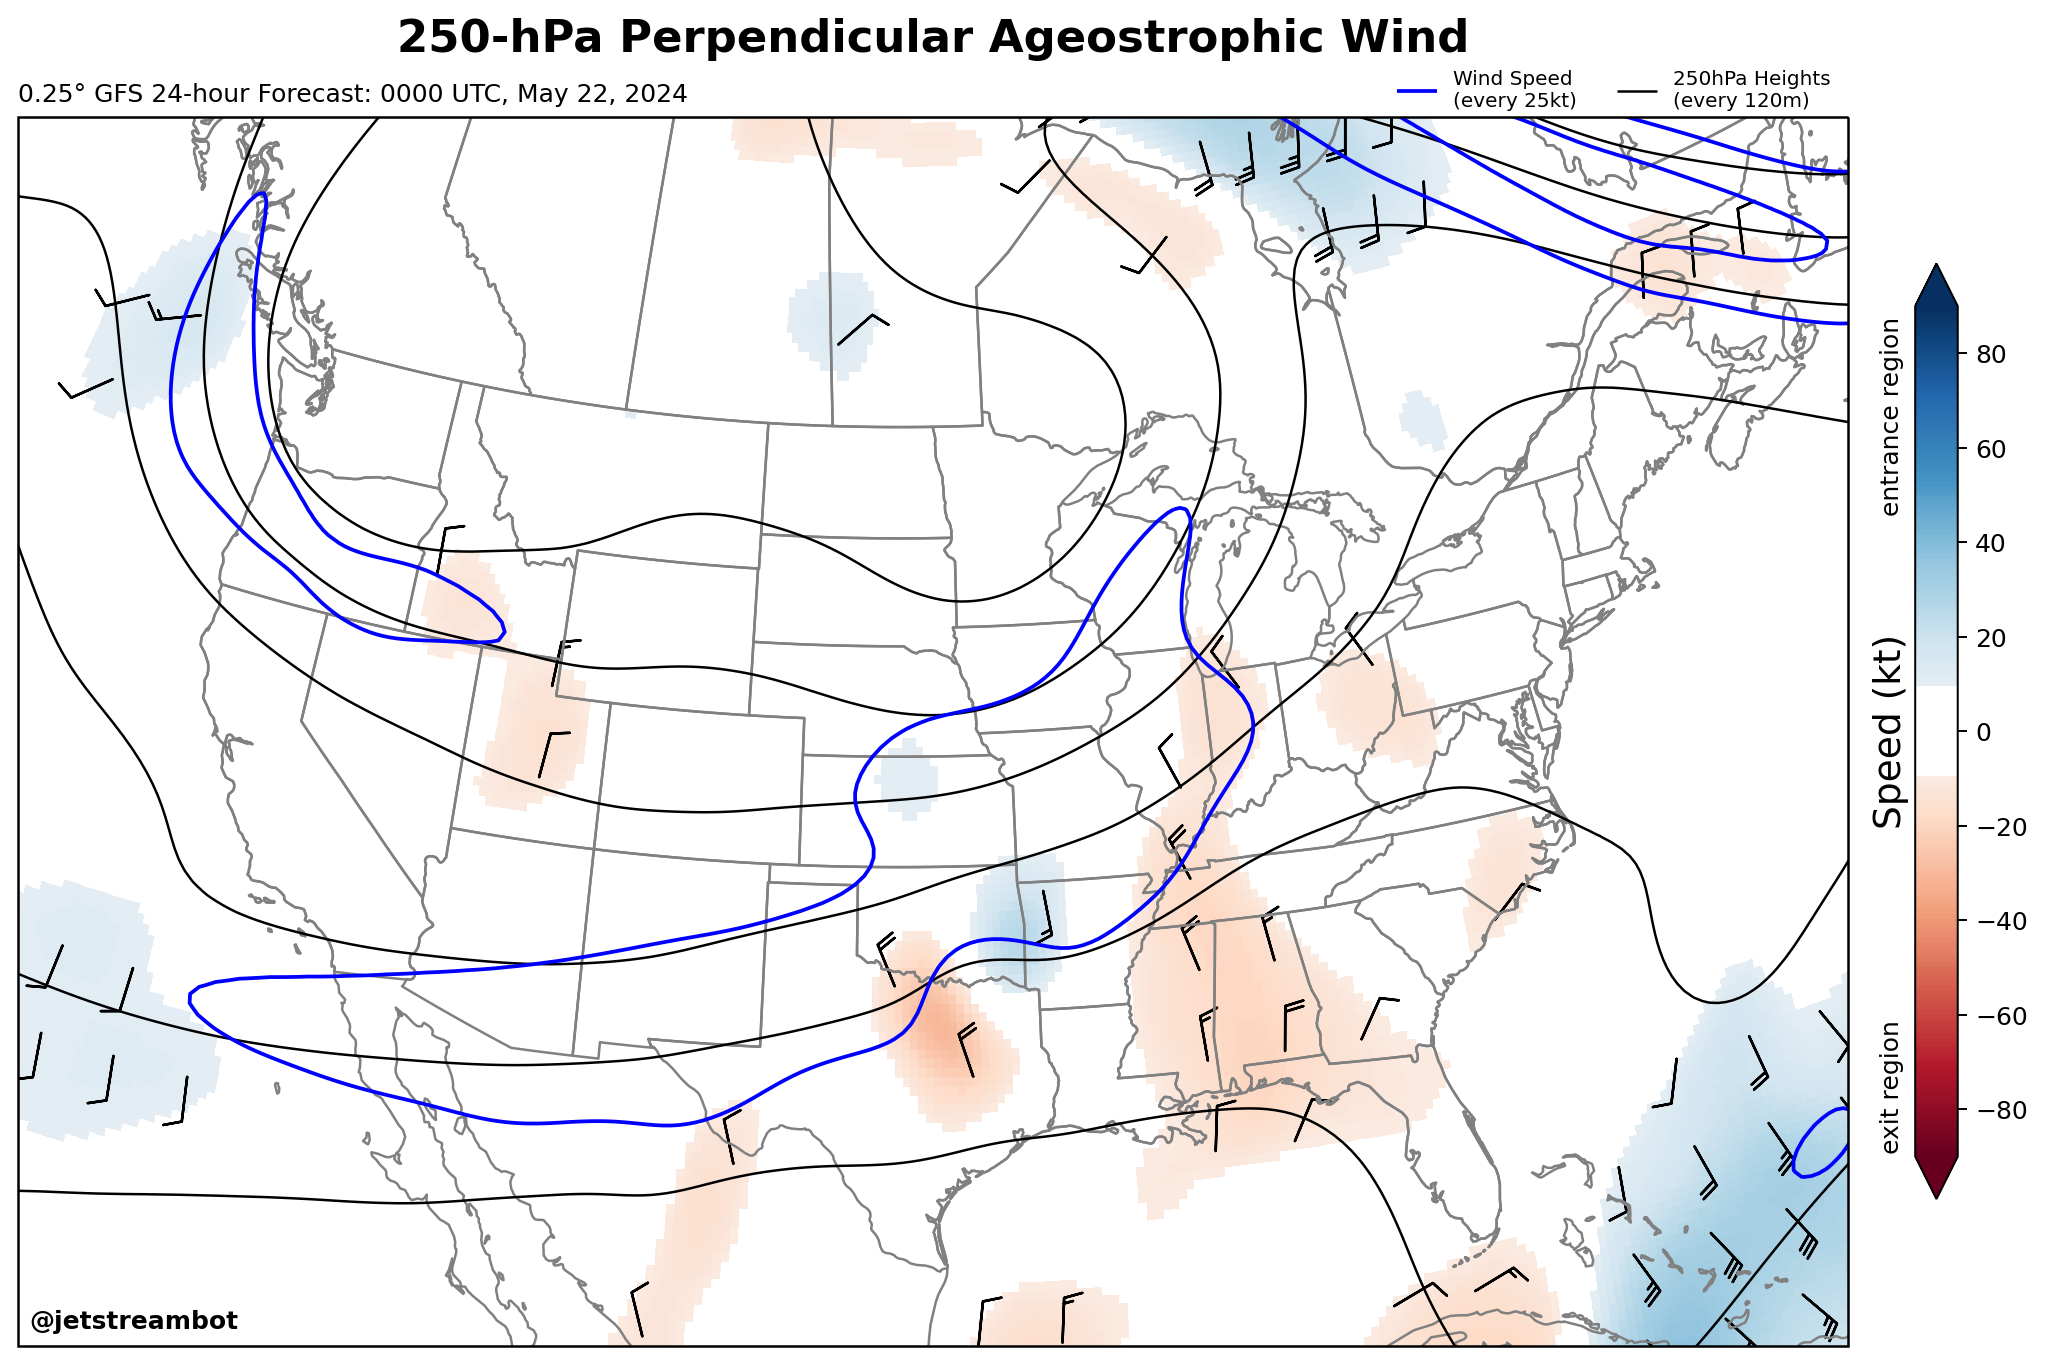 250-hPa Perpendicular Ageostrophic Wind
0.25° GFS 24-hour Forecast: 0000 UTC, May 22, 2024
Wind Speed
(every 25kt)
250hPa Heights
(every 120m)
entrance region
Speed (kt)
exit region
80
60
40
20
0
−20
−40
−60
−80
@jetstreambot